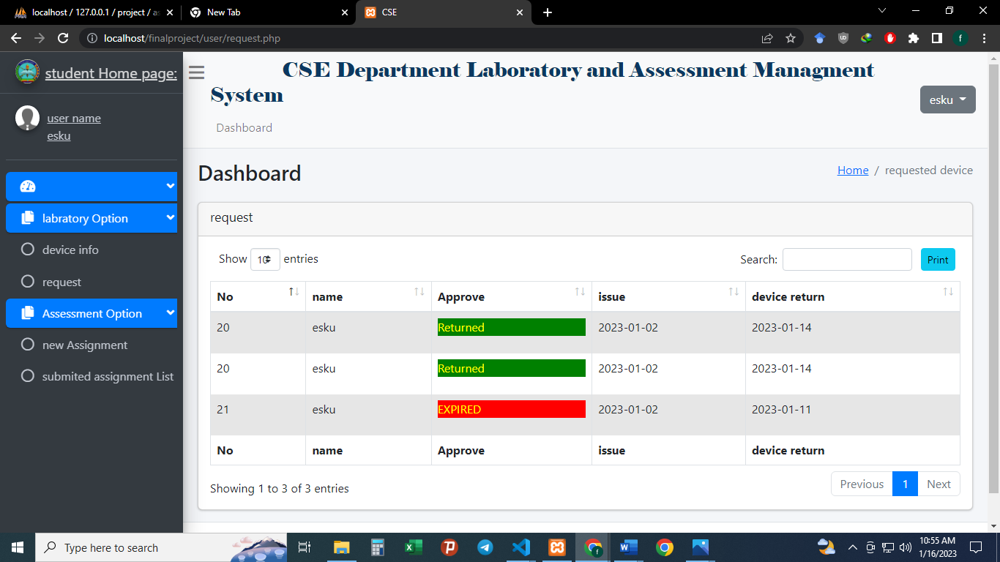 localhost / 127.0.0.1 / project / as
New Tab
CSE
localhost/finalproject/user/request.php
f
student Home page:
CSE Department Laboratory and Assessment Managment
System
esku
user name
esku
Dashboard
Dashboard
Home / requested device
labratory Option
device info
request
Assessment Option
new Assignment
submited assignment List
request
Show 10 entries
Search:
Print
No name Approve issue device return
20 esku Returned 2023-01-02 2023-01-14
20 esku Returned 2023-01-02 2023-01-14
21 esku EXPIRED 2023-01-02 2023-01-11
No name Approve issue device return
Showing 1 to 3 of 3 entries
Previous 1 Next
Type here to search
10:55 AM
1/16/2023